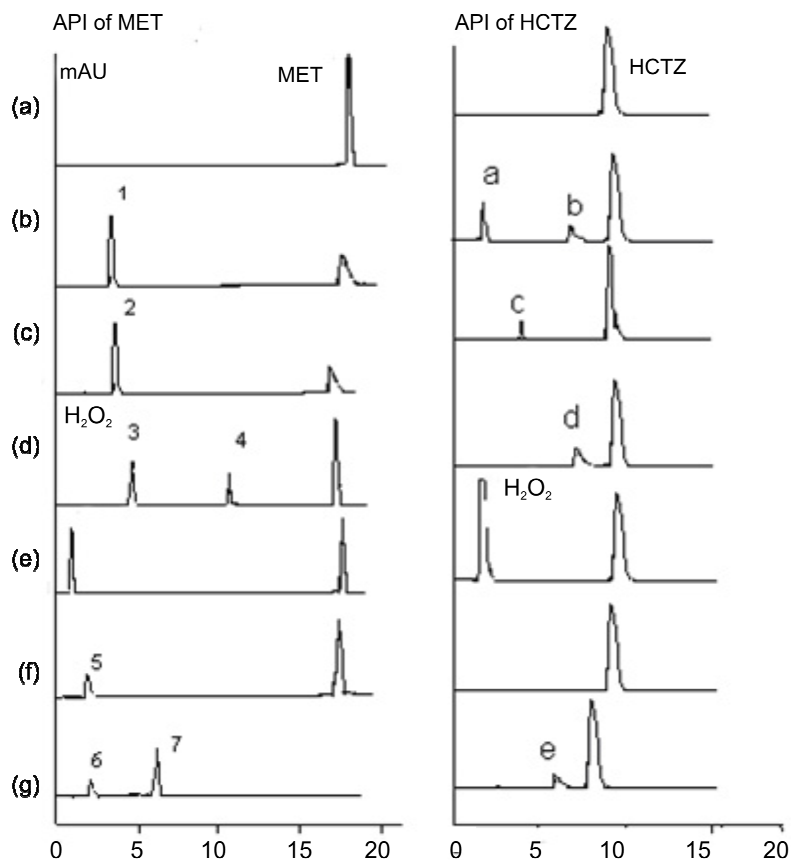 API of MET
API of HCTZ
mAU
MET
HCTZ
(a)
1
a
b
(b)
2
c
(c)
H₂O₂
3
4
d
(d)
H₂O₂
(e)
5
(f)
6
7
e
(g)
0 5 10 15 20
0 5 10 15 20